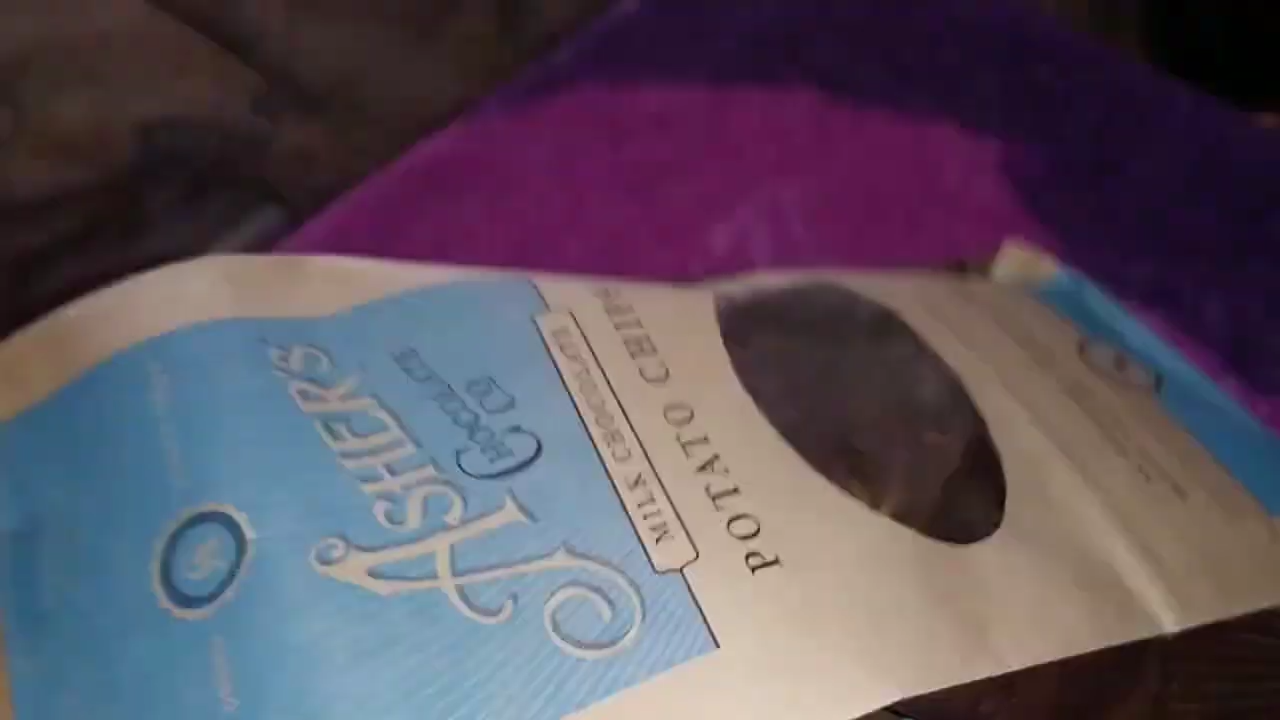 ASHER'S
CHOCOLATE
CO
MILK CHOCOLATE
POTATO CHIPS